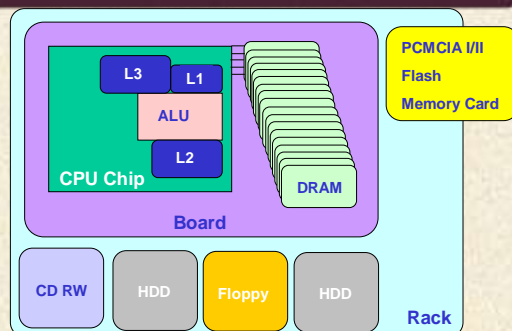 L3
L1
ALU
L2
CPU Chip
DRAM
Board
PCMCIA I/II
Flash
Memory Card
CD RW
HDD
Floppy
HDD
Rack